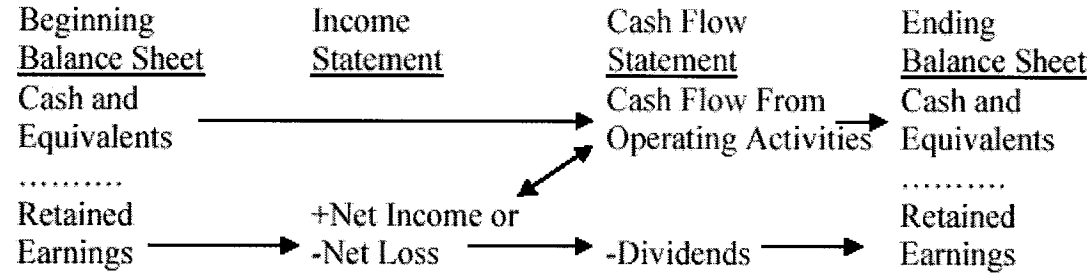 Beginning Income Cash Flow Ending
Balance Sheet Statement Statement Balance Sheet
Cash and Cash Flow From Cash and
Equivalents Operating Activities Equivalents
.......... ..........
Retained +Net Income or Retained
Earnings -Net Loss -Dividends Earnings